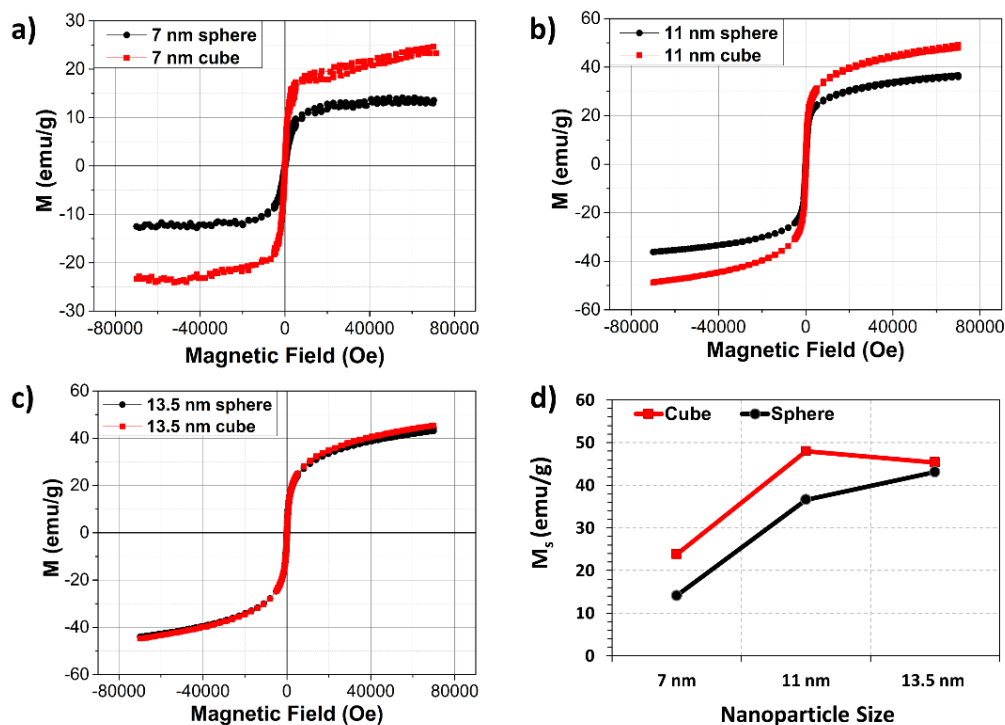 a)
7 nm sphere
7 nm cube
30
20
10
0
-10
-20
-30
M (emu/g)
-80000 -40000 0 40000 80000
Magnetic Field (Oe)
b)
11 nm sphere
11 nm cube
60
40
20
0
-20
-40
-60
M (emu/g)
-80000 -40000 0 40000 80000
Magnetic Field (Oe)
c)
13.5 nm sphere
13.5 nm cube
60
40
20
0
-20
-40
-60
M (emu/g)
-80000 -40000 0 40000 80000
Magnetic Field (Oe)
d)
Cube Sphere
60
50
40
30
20
10
0
Ms (emu/g)
7 nm 11 nm 13.5 nm
Nanoparticle Size